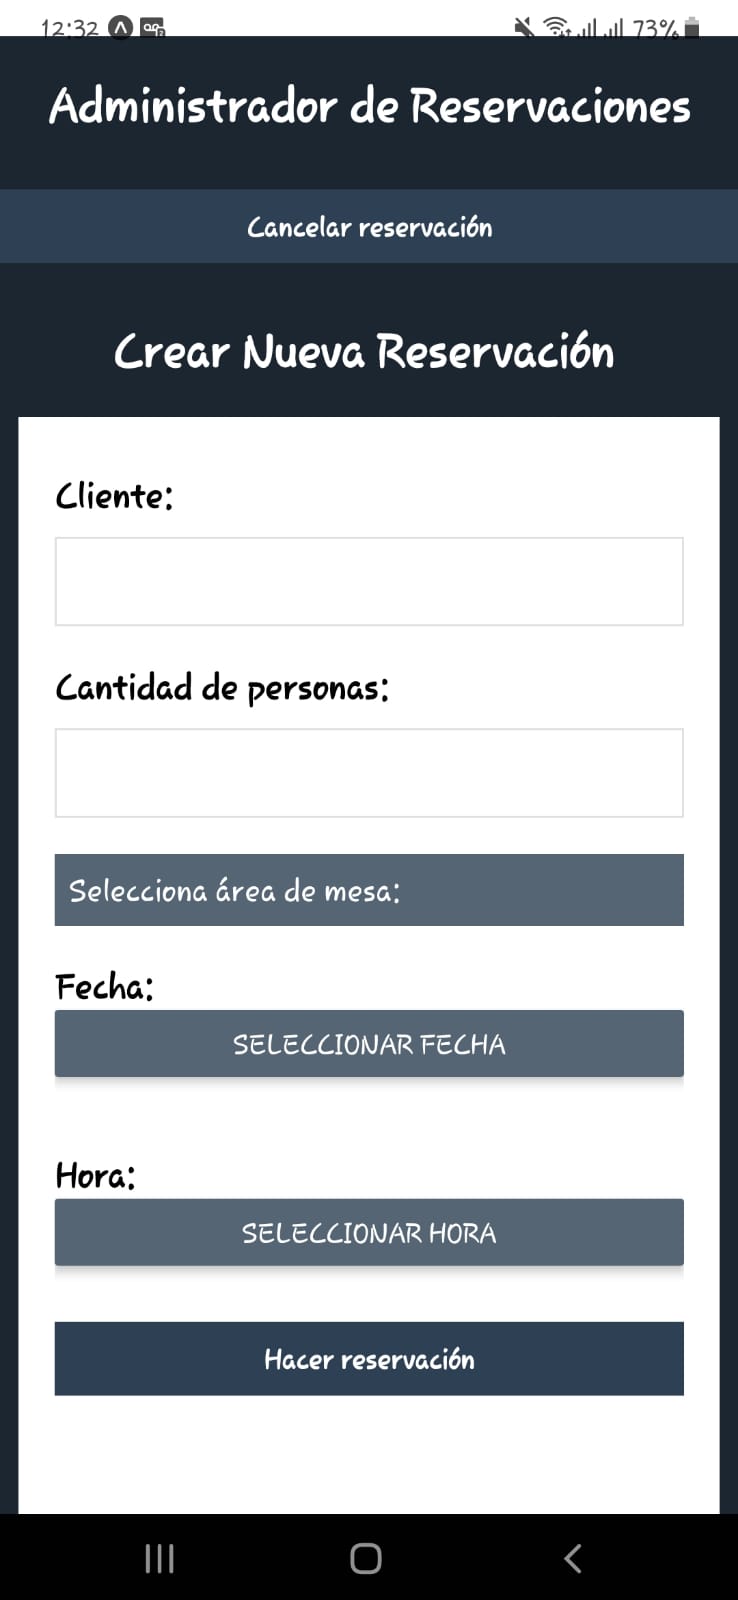 12:32
73%
Administrador de Reservaciones
Cancelar reservación
Crear Nueva Reservación
Cliente:
Cantidad de personas:
Selecciona área de mesa:
Fecha:
SELECCIONAR FECHA
Hora:
SELECCIONAR HORA
Hacer reservación